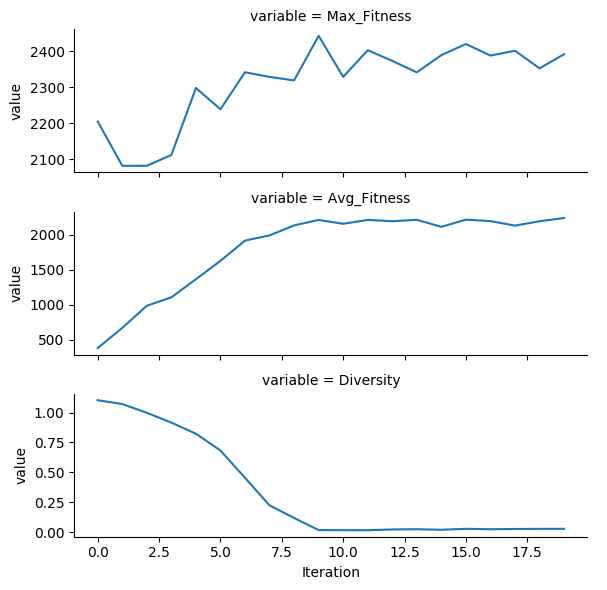 variable = Max_Fitness
2400
2300
2200
2100
value
variable = Avg_Fitness
2000
1500
1000
500
value
variable = Diversity
1.00
0.75
0.50
0.25
0.00
value
0.0 2.5 5.0 7.5 10.0 12.5 15.0 17.5
Iteration